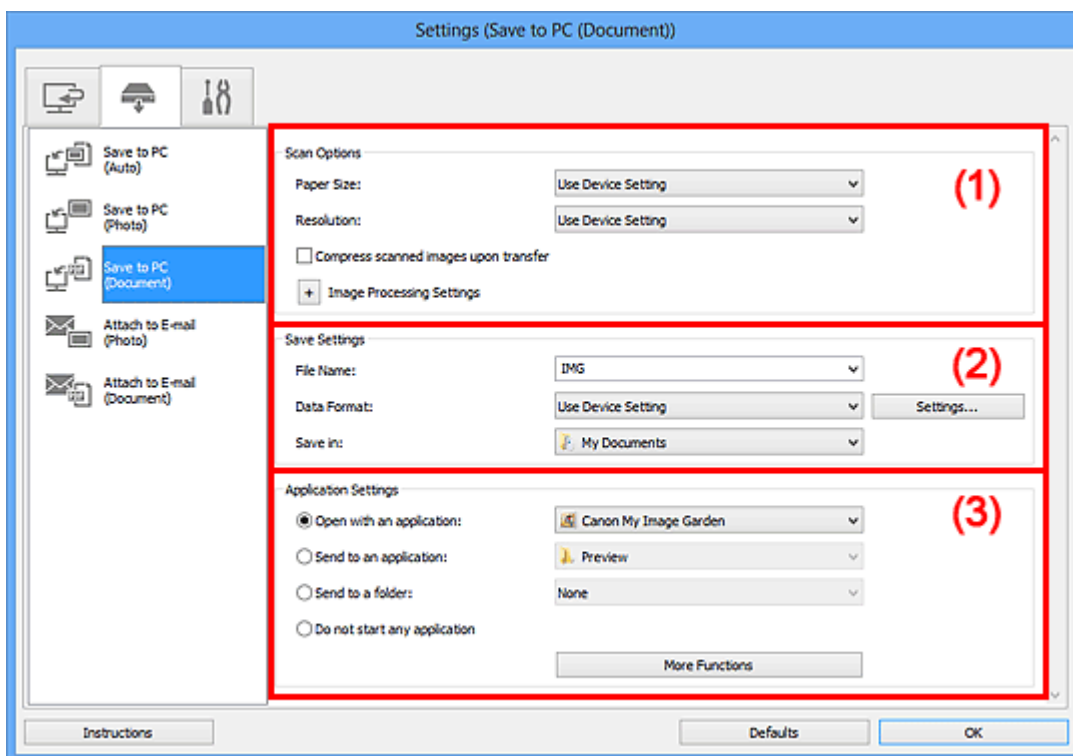 Settings (Save to PC (Document))
Save to PC
(Auto)
Save to PC
(Photo)
Save to PC
(Document)
Attach to E-mail
(Photo)
Attach to E-mail
(Document)
Scan Options
(1)
Paper Size:
Use Device Setting
Resolution:
Use Device Setting
Compress scanned images upon transfer
+ Image Processing Settings
Save Settings
(2)
File Name:
IMG
Data Format:
Use Device Setting
Settings...
Save in:
My Documents
Application Settings
(3)
Open with an application:
Canon My Image Garden
Send to an application:
Preview
Send to a folder:
None
Do not start any application
More Functions
Instructions
Defaults
OK